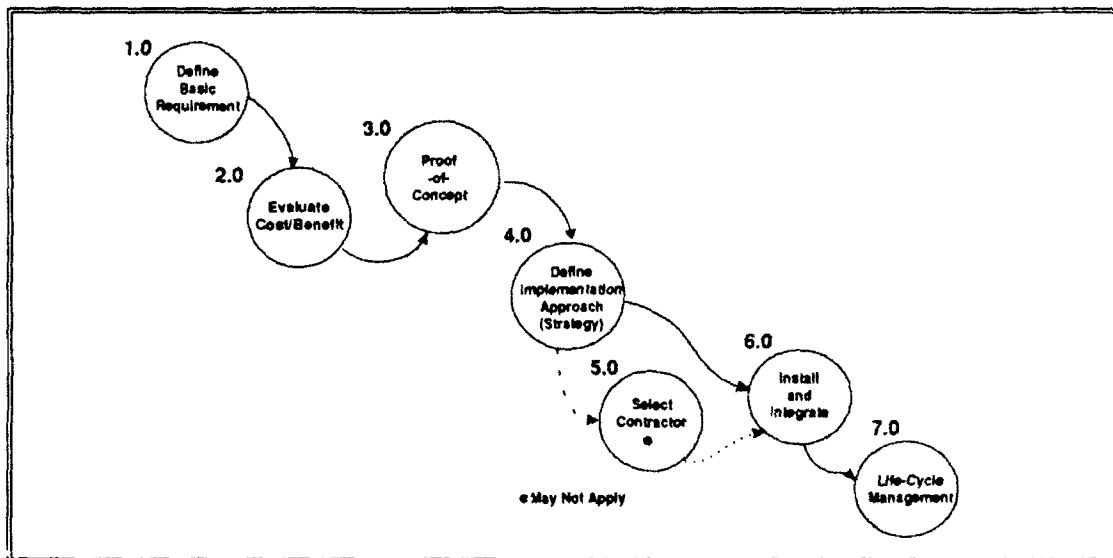 1.0
Define
Basic
Requirement
2.0
Evaluate
Cost/Benefit
3.0
Proof
-of-
Concept
4.0
Define
Implementation
Approach
(Strategy)
5.0
Select
Contractor
●
6.0
Install
and
Integrate
7.0
Life-Cycle
Management
● May Not Apply